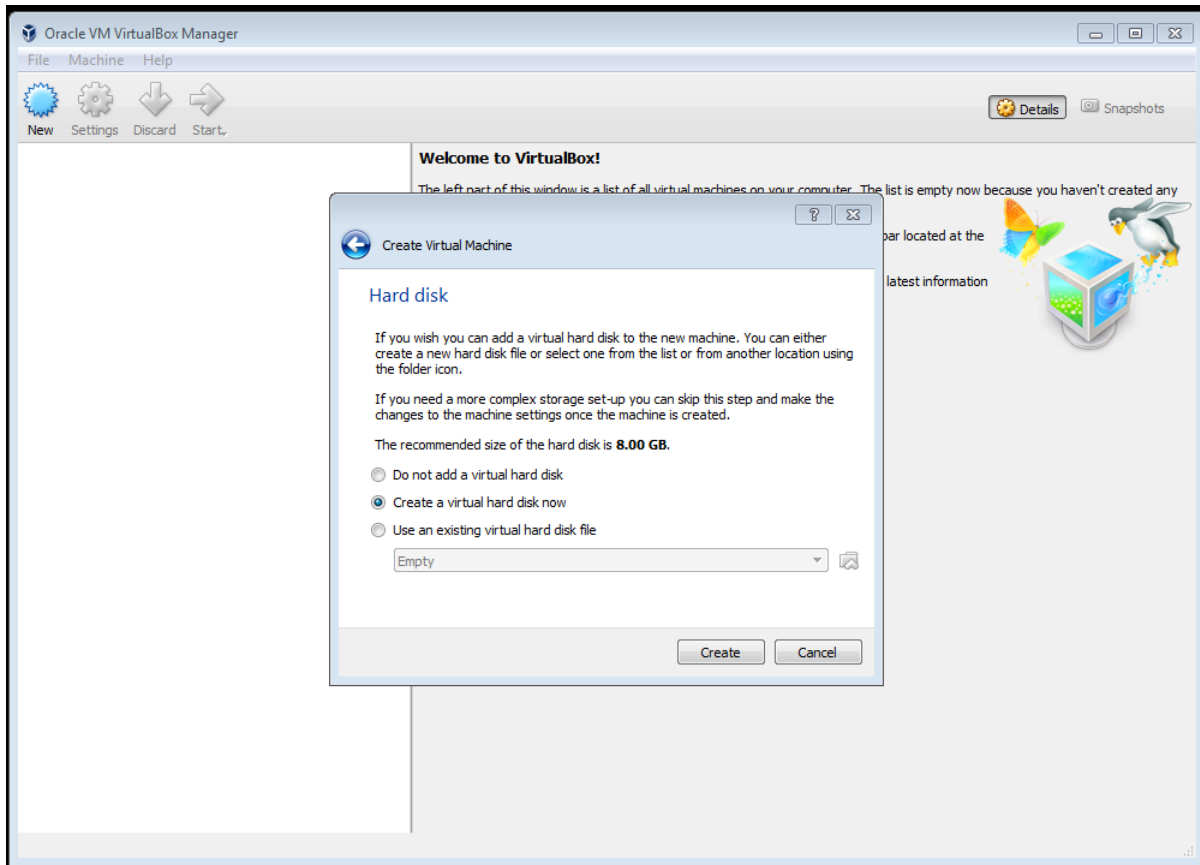 Oracle VM VirtualBox Manager
File Machine Help
New Settings Discard Start
Details Snapshots
Welcome to VirtualBox!
The left part of this window is a list of all virtual machines on your computer. The list is empty now because you haven't created any
bar located at the
latest information
Create Virtual Machine
Hard disk
If you wish you can add a virtual hard disk to the new machine. You can either
create a new hard disk file or select one from the list or from another location using
the folder icon.
If you need a more complex storage set-up you can skip this step and make the
changes to the machine settings once the machine is created.
The recommended size of the hard disk is 8.00 GB.
Do not add a virtual hard disk
Create a virtual hard disk now
Use an existing virtual hard disk file
Empty
Create Cancel